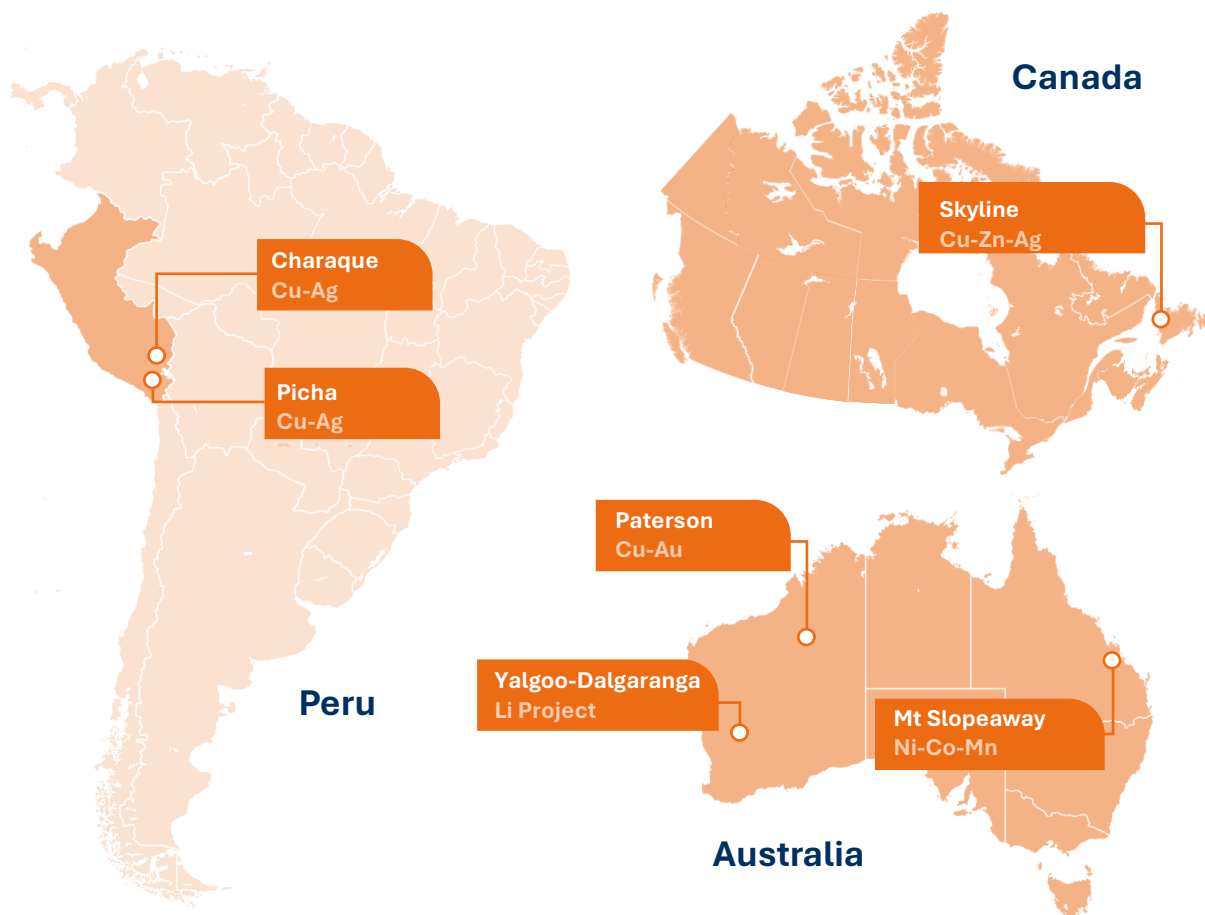 Canada
Skyline
Cu-Zn-Ag
Charaque
Cu-Ag
Picha
Cu-Ag
Peru
Paterson
Cu-Au
Yalgoo-Dalgaranga
Li Project
Mt Slopeaway
Ni-Co-Mn
Australia